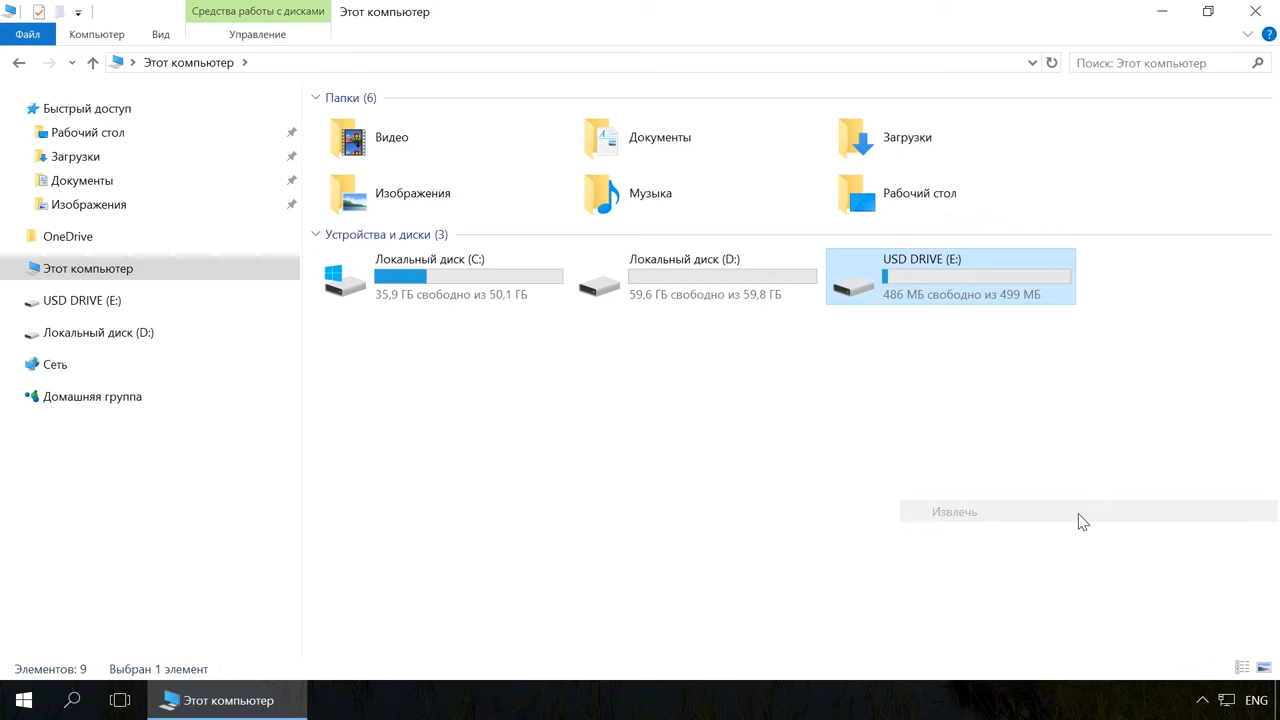 Средства работы с дисками
Этот компьютер
Файл
Компьютер
Вид
Управление
?
Этот компьютер
Поиск: Этот компьютер
Быстрый доступ
Рабочий стол
Загрузки
Документы
Изображения
OneDrive
Этот компьютер
USD DRIVE (E:)
Локальный диск (D:)
Сеть
Домашняя группа
Папки (6)
Видео
Документы
Загрузки
Изображения
Музыка
Рабочий стол
Устройства и диски (3)
Локальный диск (C:)
35,9 ГБ свободно из 50,1 ГБ
Локальный диск (D:)
59,6 ГБ свободно из 59,8 ГБ
USD DRIVE (E:)
486 МБ свободно из 499 МБ
Извлечь
Элементов: 9
Выбран 1 элемент
Этот компьютер
ENG